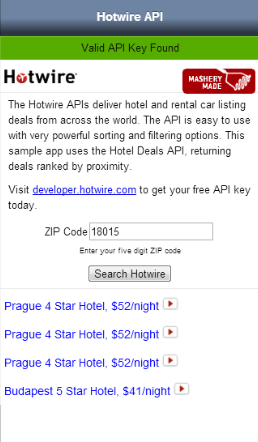 Hotwire API
Valid API Key Found
Hotwire
MASHERY
MADE
The Hotwire APIs deliver hotel and rental car listing
deals from across the world. The API is easy to use
with very powerful sorting and filtering options. This
sample app uses the Hotel Deals API, returning
deals ranked by proximity.
Visit developer.hotwire.com to get your free API key
today.
ZIP Code 18015
Enter your five digit ZIP code
Search Hotwire
Prague 4 Star Hotel, $52/night
Prague 4 Star Hotel, $52/night
Prague 4 Star Hotel, $52/night
Budapest 5 Star Hotel, $41/night